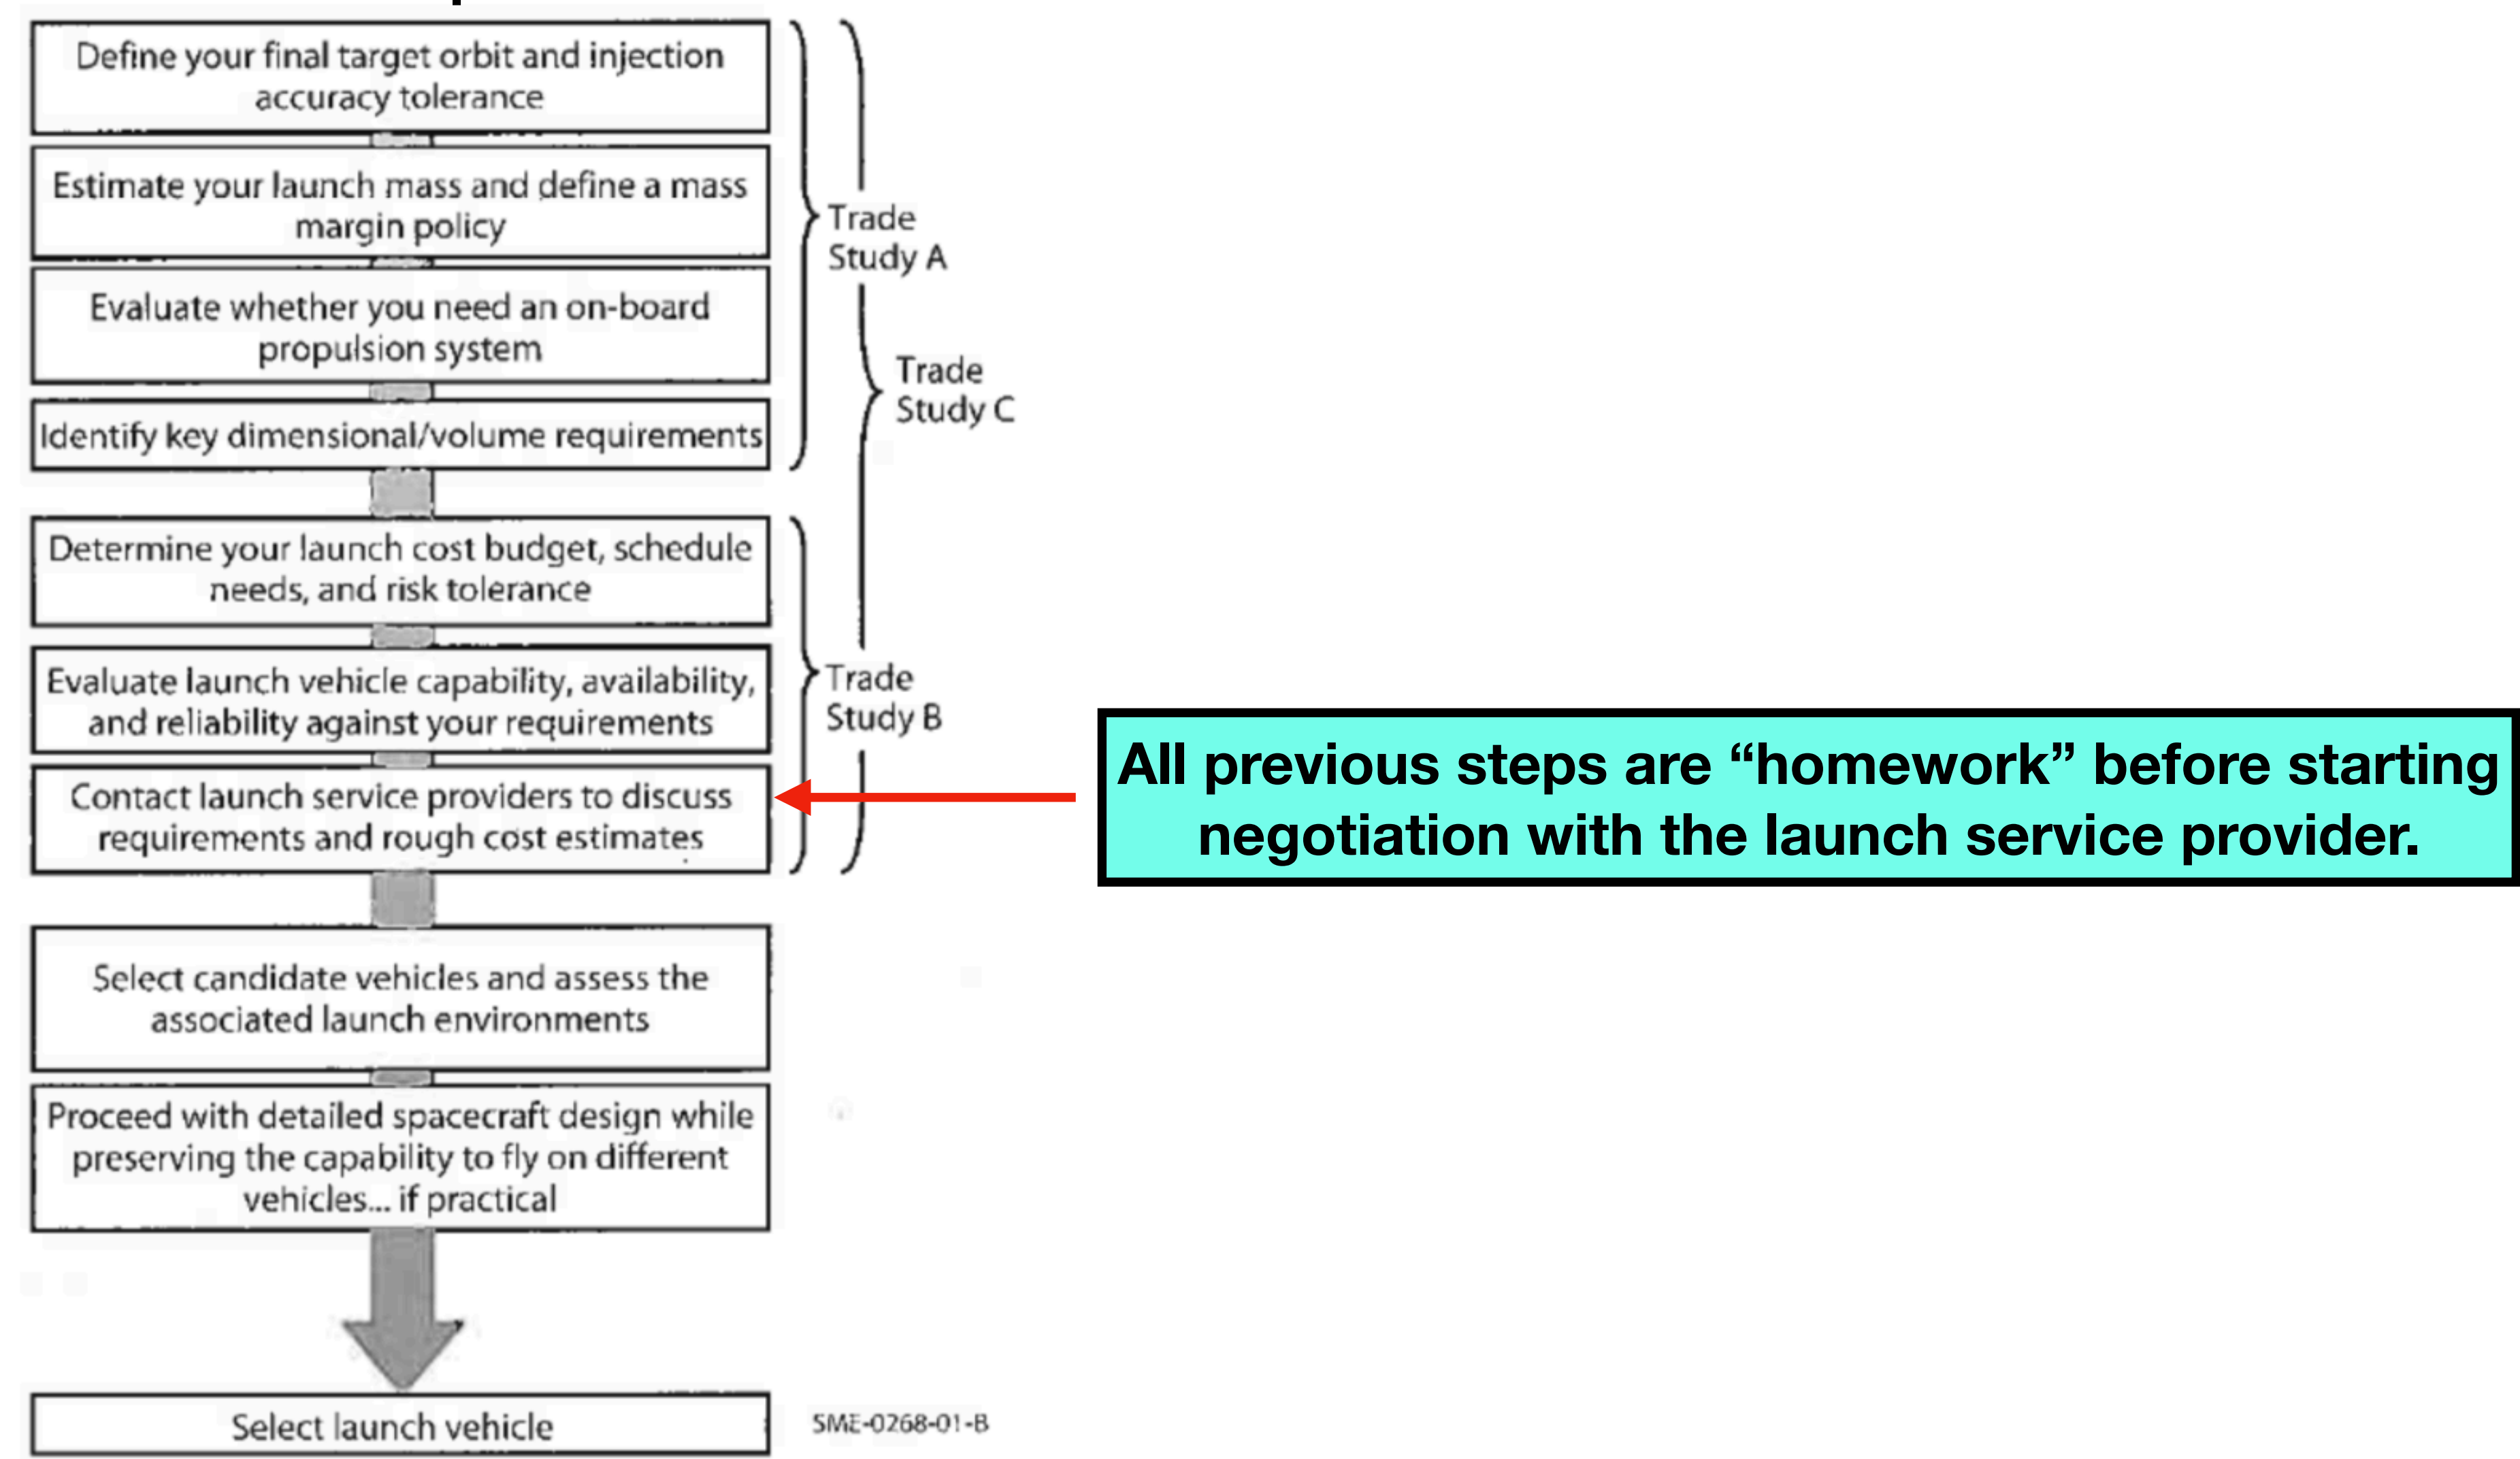 Define your final target orbit and injection
accuracy tolerance
Estimate your launch mass and define a mass
margin policy
Evaluate whether you need an on-board
propulsion system
Identify key dimensional/volume requirements
Trade
Study A
Trade
Study C
Determine your launch cost budget, schedule
needs, and risk tolerance
Evaluate launch vehicle capability, availability,
and reliability against your requirements
Contact launch service providers to discuss
requirements and rough cost estimates
Trade
Study B
All previous steps are “homework” before starting
negotiation with the launch service provider.
Select candidate vehicles and assess the
associated launch environments
Proceed with detailed spacecraft design while
preserving the capability to fly on different
vehicles... if practical
Select launch vehicle
SME-0268-01-B